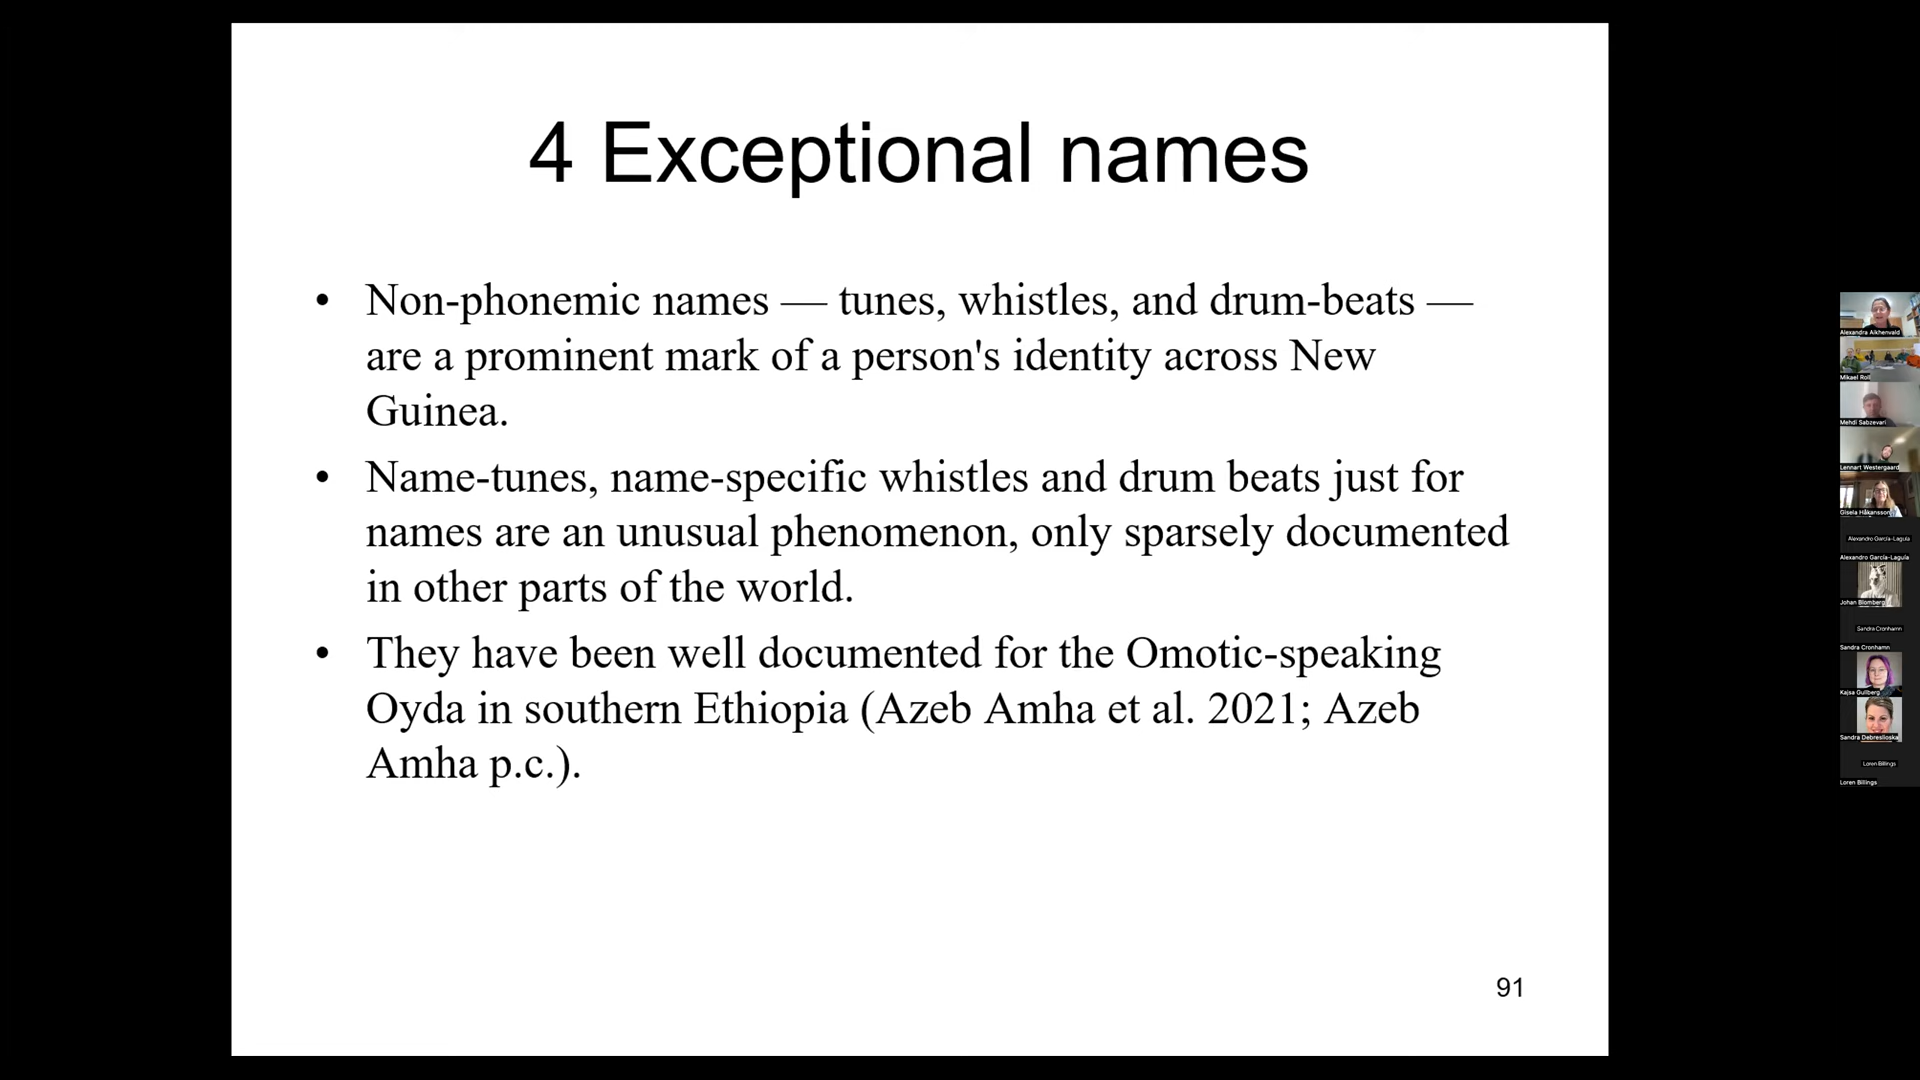 4 Exceptional names
• Non-phonemic names — tunes, whistles, and drum-beats —
are a prominent mark of a person's identity across New
Guinea.
• Name-tunes, name-specific whistles and drum beats just for
names are an unusual phenomenon, only sparsely documented
in other parts of the world.
• They have been well documented for the Omotic-speaking
Oyda in southern Ethiopia (Azeb Amha et al. 2021; Azeb
Amha p.c.).
91
Alexandra Aikhenvald
Mikael Roll
Mehdi Sabzevari
Lennart Westergaard
Gisela Håkansson
Alexandro García-Laguía
Alexandro García-Laguía
Johan Blomberg
Sandra Cronhamn
Sandra Cronhamn
Kajsa Gullberg
Sandra Debreslioska
Loren Billings
Loren Billings